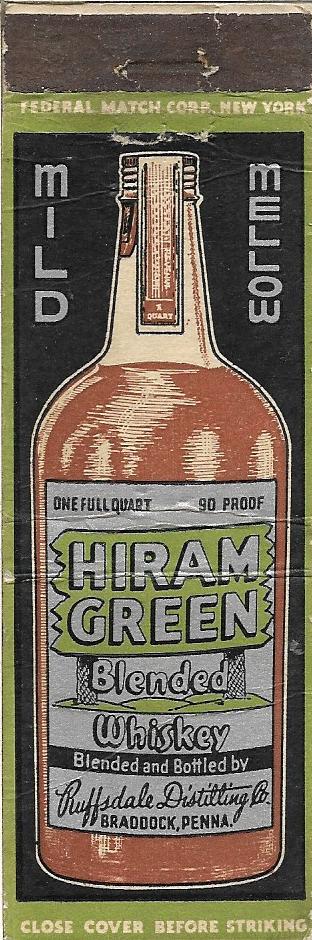 FEDERAL MATCH CORP. NEW YORK
MILD
MELLOW
1
QUART
ONE FULL QUART 90 PROOF
HIRAM
GREEN
Blended
Whiskey
Blended and Bottled by
Ruffsdale Distilling Co.
BRADDOCK, PENNA.
CLOSE COVER BEFORE STRIKING